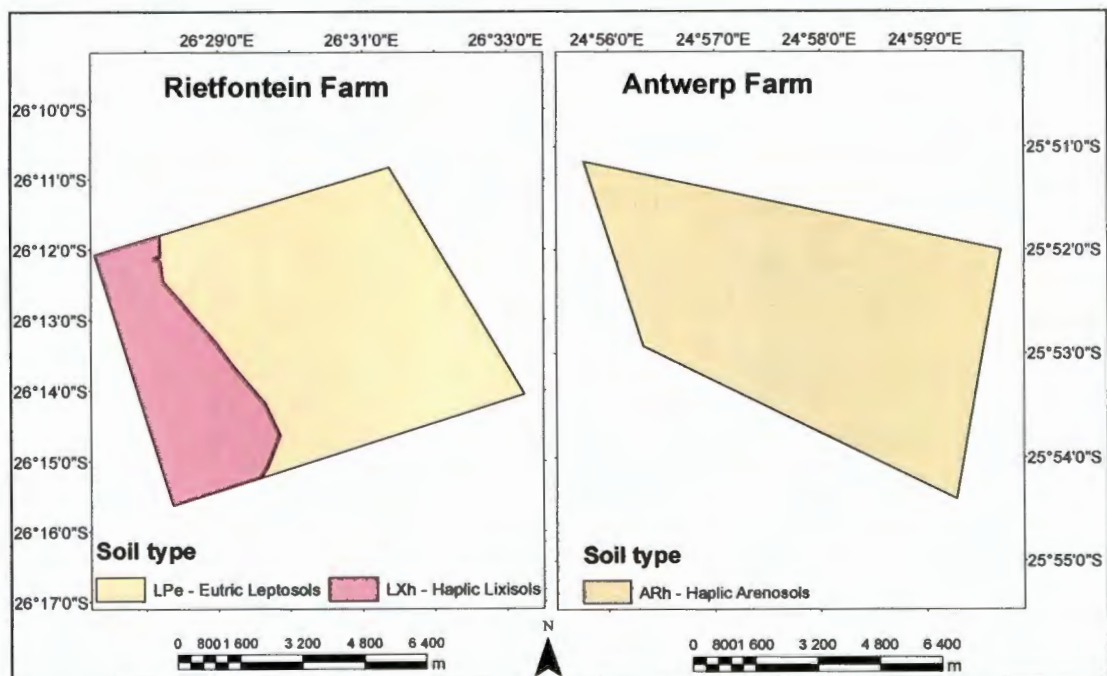 26°29'0"E 26°31'0"E 26°33'0"E
Rietfontein Farm
26°10'0"S
26°11'0"S
26°12'0"S
26°13'0"S
26°14'0"S
26°15'0"S
26°16'0"S
26°17'0"S
Soil type
LPe - Eutric Leptosols LXh - Haplic Lixisols
0 8001 600 3 200 4 800 6 400
m
N
24°56'0"E 24°57'0"E 24°58'0"E 24°59'0"E
Antwerp Farm
25°51'0"S
25°52'0"S
25°53'0"S
25°54'0"S
25°55'0"S
Soil type
ARh - Haplic Arenosols
0 8001 600 3 200 4 800 6 400
m